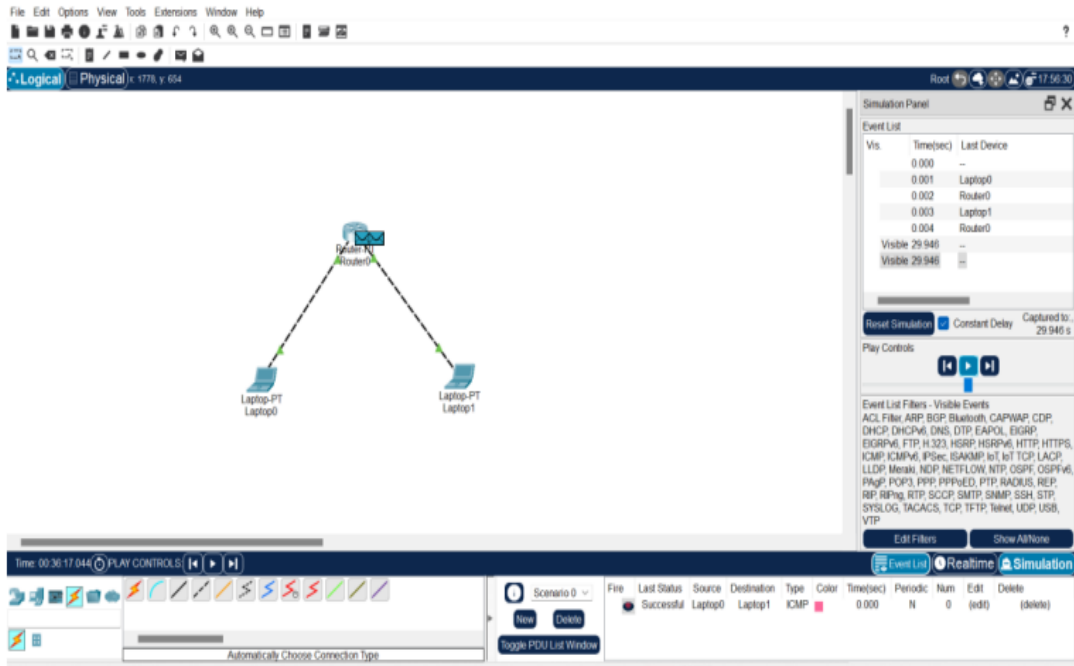 File Edit Options View Tools Extensions Window Help
?
Logical Physical x: 1778, y: 654
Root 17:56:30
Simulation Panel
Event List
Vis. Time(sec) Last Device
0.000 --
0.001 Laptop0
0.002 Router0
0.003 Laptop1
0.004 Router0
Visible 29.946 --
Visible 29.946 --
Reset Simulation Constant Delay Captured to:
29.946 s
Play Controls
Event List Filters - Visible Events
ACL Filter, ARP, BGP, Bluetooth, CAPWAP, CDP,
DHCP, DHCPv6, DNS, DTP, EAPOL, EIGRP,
EIGRPv6, FTP, H.323, HSRP, HSRPv6, HTTP, HTTPS,
ICMP, ICMPv6, IPSec, ISAKMP, IoT, IoT TCP, LACP,
LLDP, Meraki, NDP, NETFLOW, NTP, OSPF, OSPFv6,
PAgP, POP3, PPP, PPPoED, PTP, RADIUS, REP,
RIP, RIPng, RTP, SCCP, SMTP, SNMP, SSH, STP,
SYSLOG, TACACS, TCP, TFTP, Telnet, UDP, USB,
VTP
Edit Filters Show All/None
Router-PT
Router0
Laptop-PT
Laptop0
Laptop-PT
Laptop1
Time: 00:36:17.044 PLAY CONTROLS:
Event List Realtime Simulation
Automatically Choose Connection Type
Scenario 0
New Delete
Toggle PDU List Window
Fire Last Status Source Destination Type Color Time(sec) Periodic Num Edit Delete
Successful Laptop0 Laptop1 ICMP 0.000 N 0 (edit) (delete)